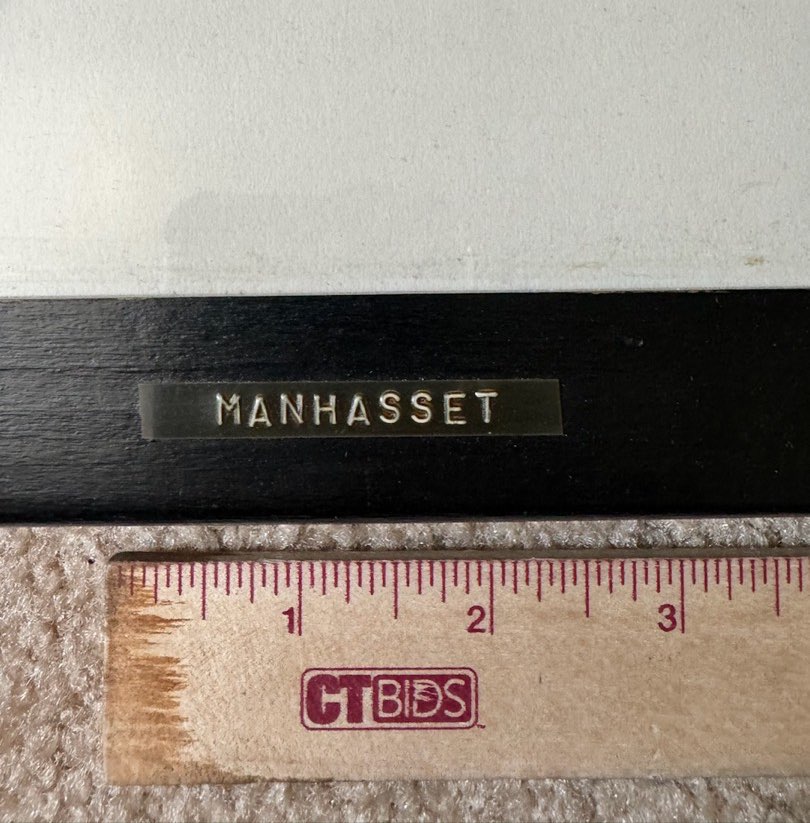 MANHASSET
1 2 3
CTBIDS